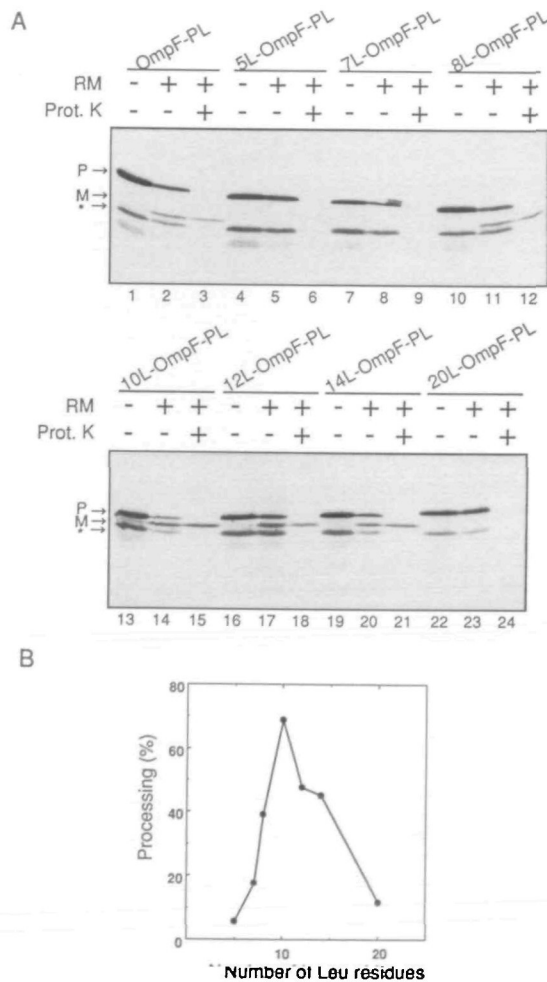 A
OmpF-PL 5L-OmpF-PL 7L-OmpF-PL 8L-OmpF-PL
RM - + + - + + - + + - + +
Prot. K - - + - - + - - + - - +
P →
M →
* →
1 2 3 4 5 6 7 8 9 10 11 12
10L-OmpF-PL 12L-OmpF-PL 14L-OmpF-PL 20L-OmpF-PL
RM - + + - + + - + + - + +
Prot. K - - + - - + - - + - - +
P →
M →
* →
13 14 15 16 17 18 19 20 21 22 23 24
B
80
60
40
20
0
Processing (%)
10 20
Number of Leu residues